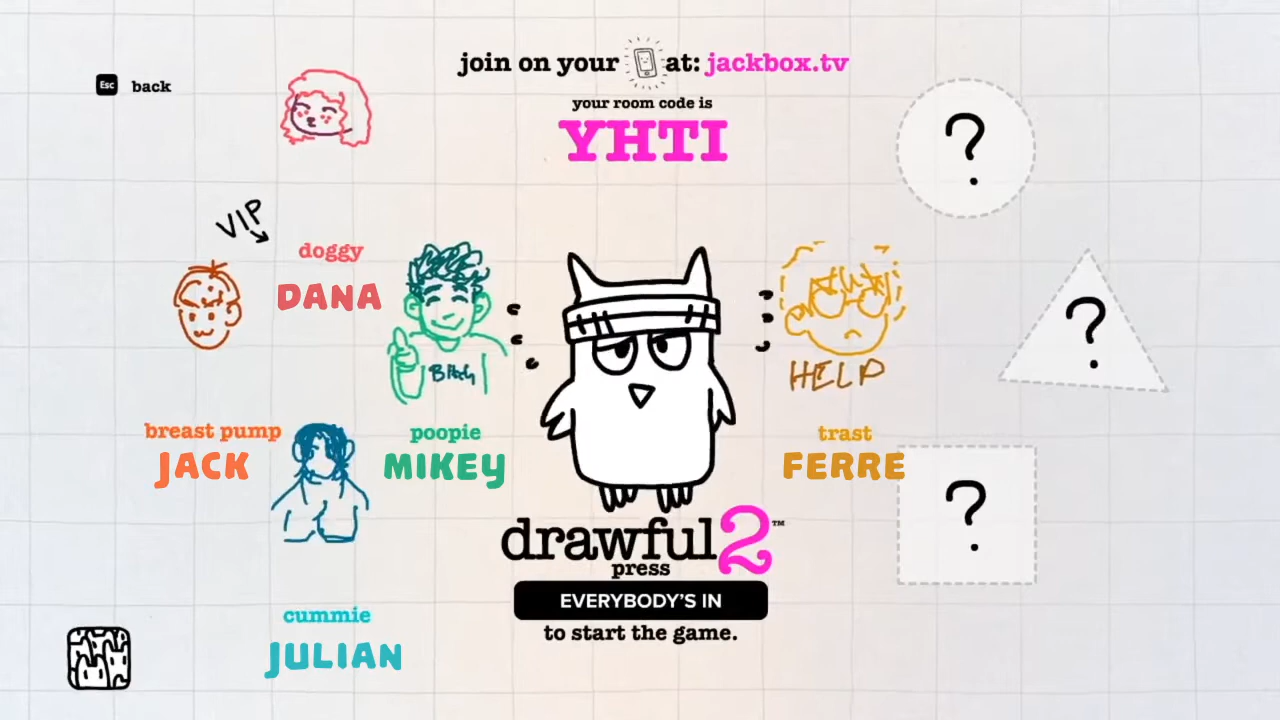 join on your at: jackbox.tv
Esc back
your room code is
YHTI
?
VIP
doggy
DANA
Bitch
HELP
?
breast pump
JACK
poopie
MIKEY
trast
FERRE
?
drawful 2™
press
EVERYBODY'S IN
to start the game.
cummie
JULIAN